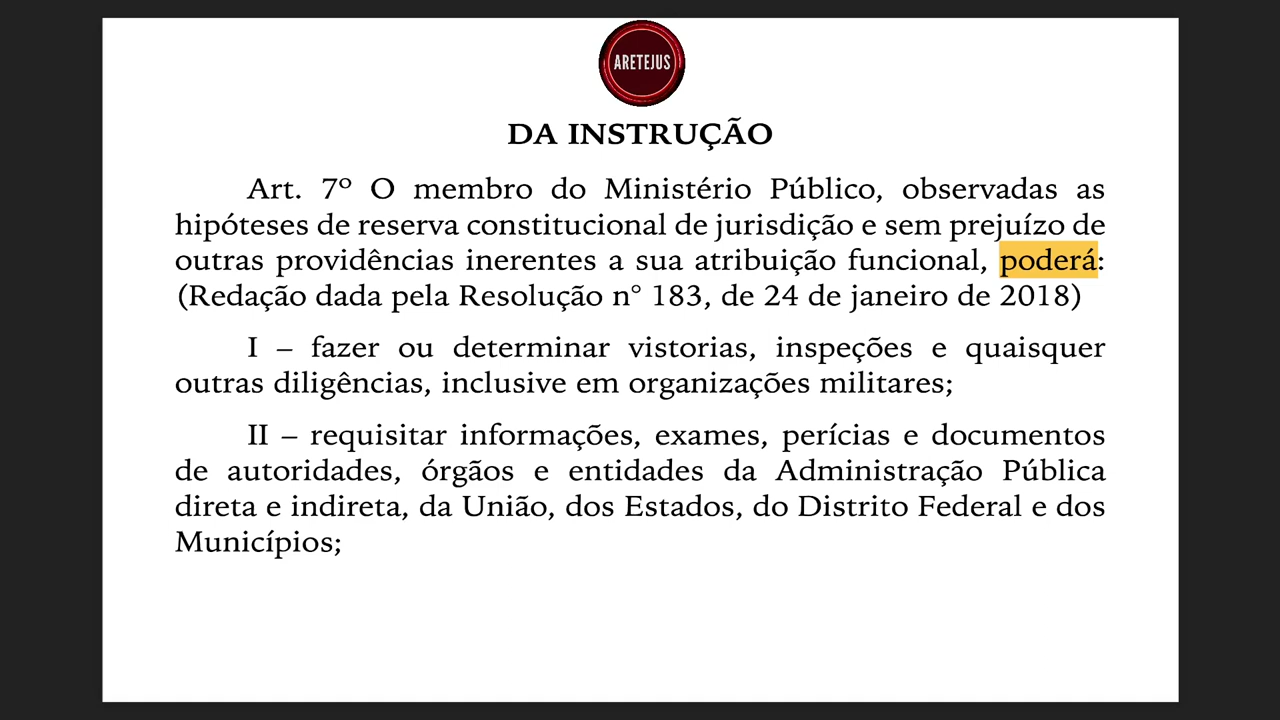 ARETEJUS
DA INSTRUÇÃO
Art. 7º O membro do Ministério Público, observadas as
hipóteses de reserva constitucional de jurisdição e sem prejuízo de
outras providências inerentes a sua atribuição funcional, poderá:
(Redação dada pela Resolução n° 183, de 24 de janeiro de 2018)
I – fazer ou determinar vistorias, inspeções e quaisquer
outras diligências, inclusive em organizações militares;
II – requisitar informações, exames, perícias e documentos
de autoridades, órgãos e entidades da Administração Pública
direta e indireta, da União, dos Estados, do Distrito Federal e dos
Municípios;